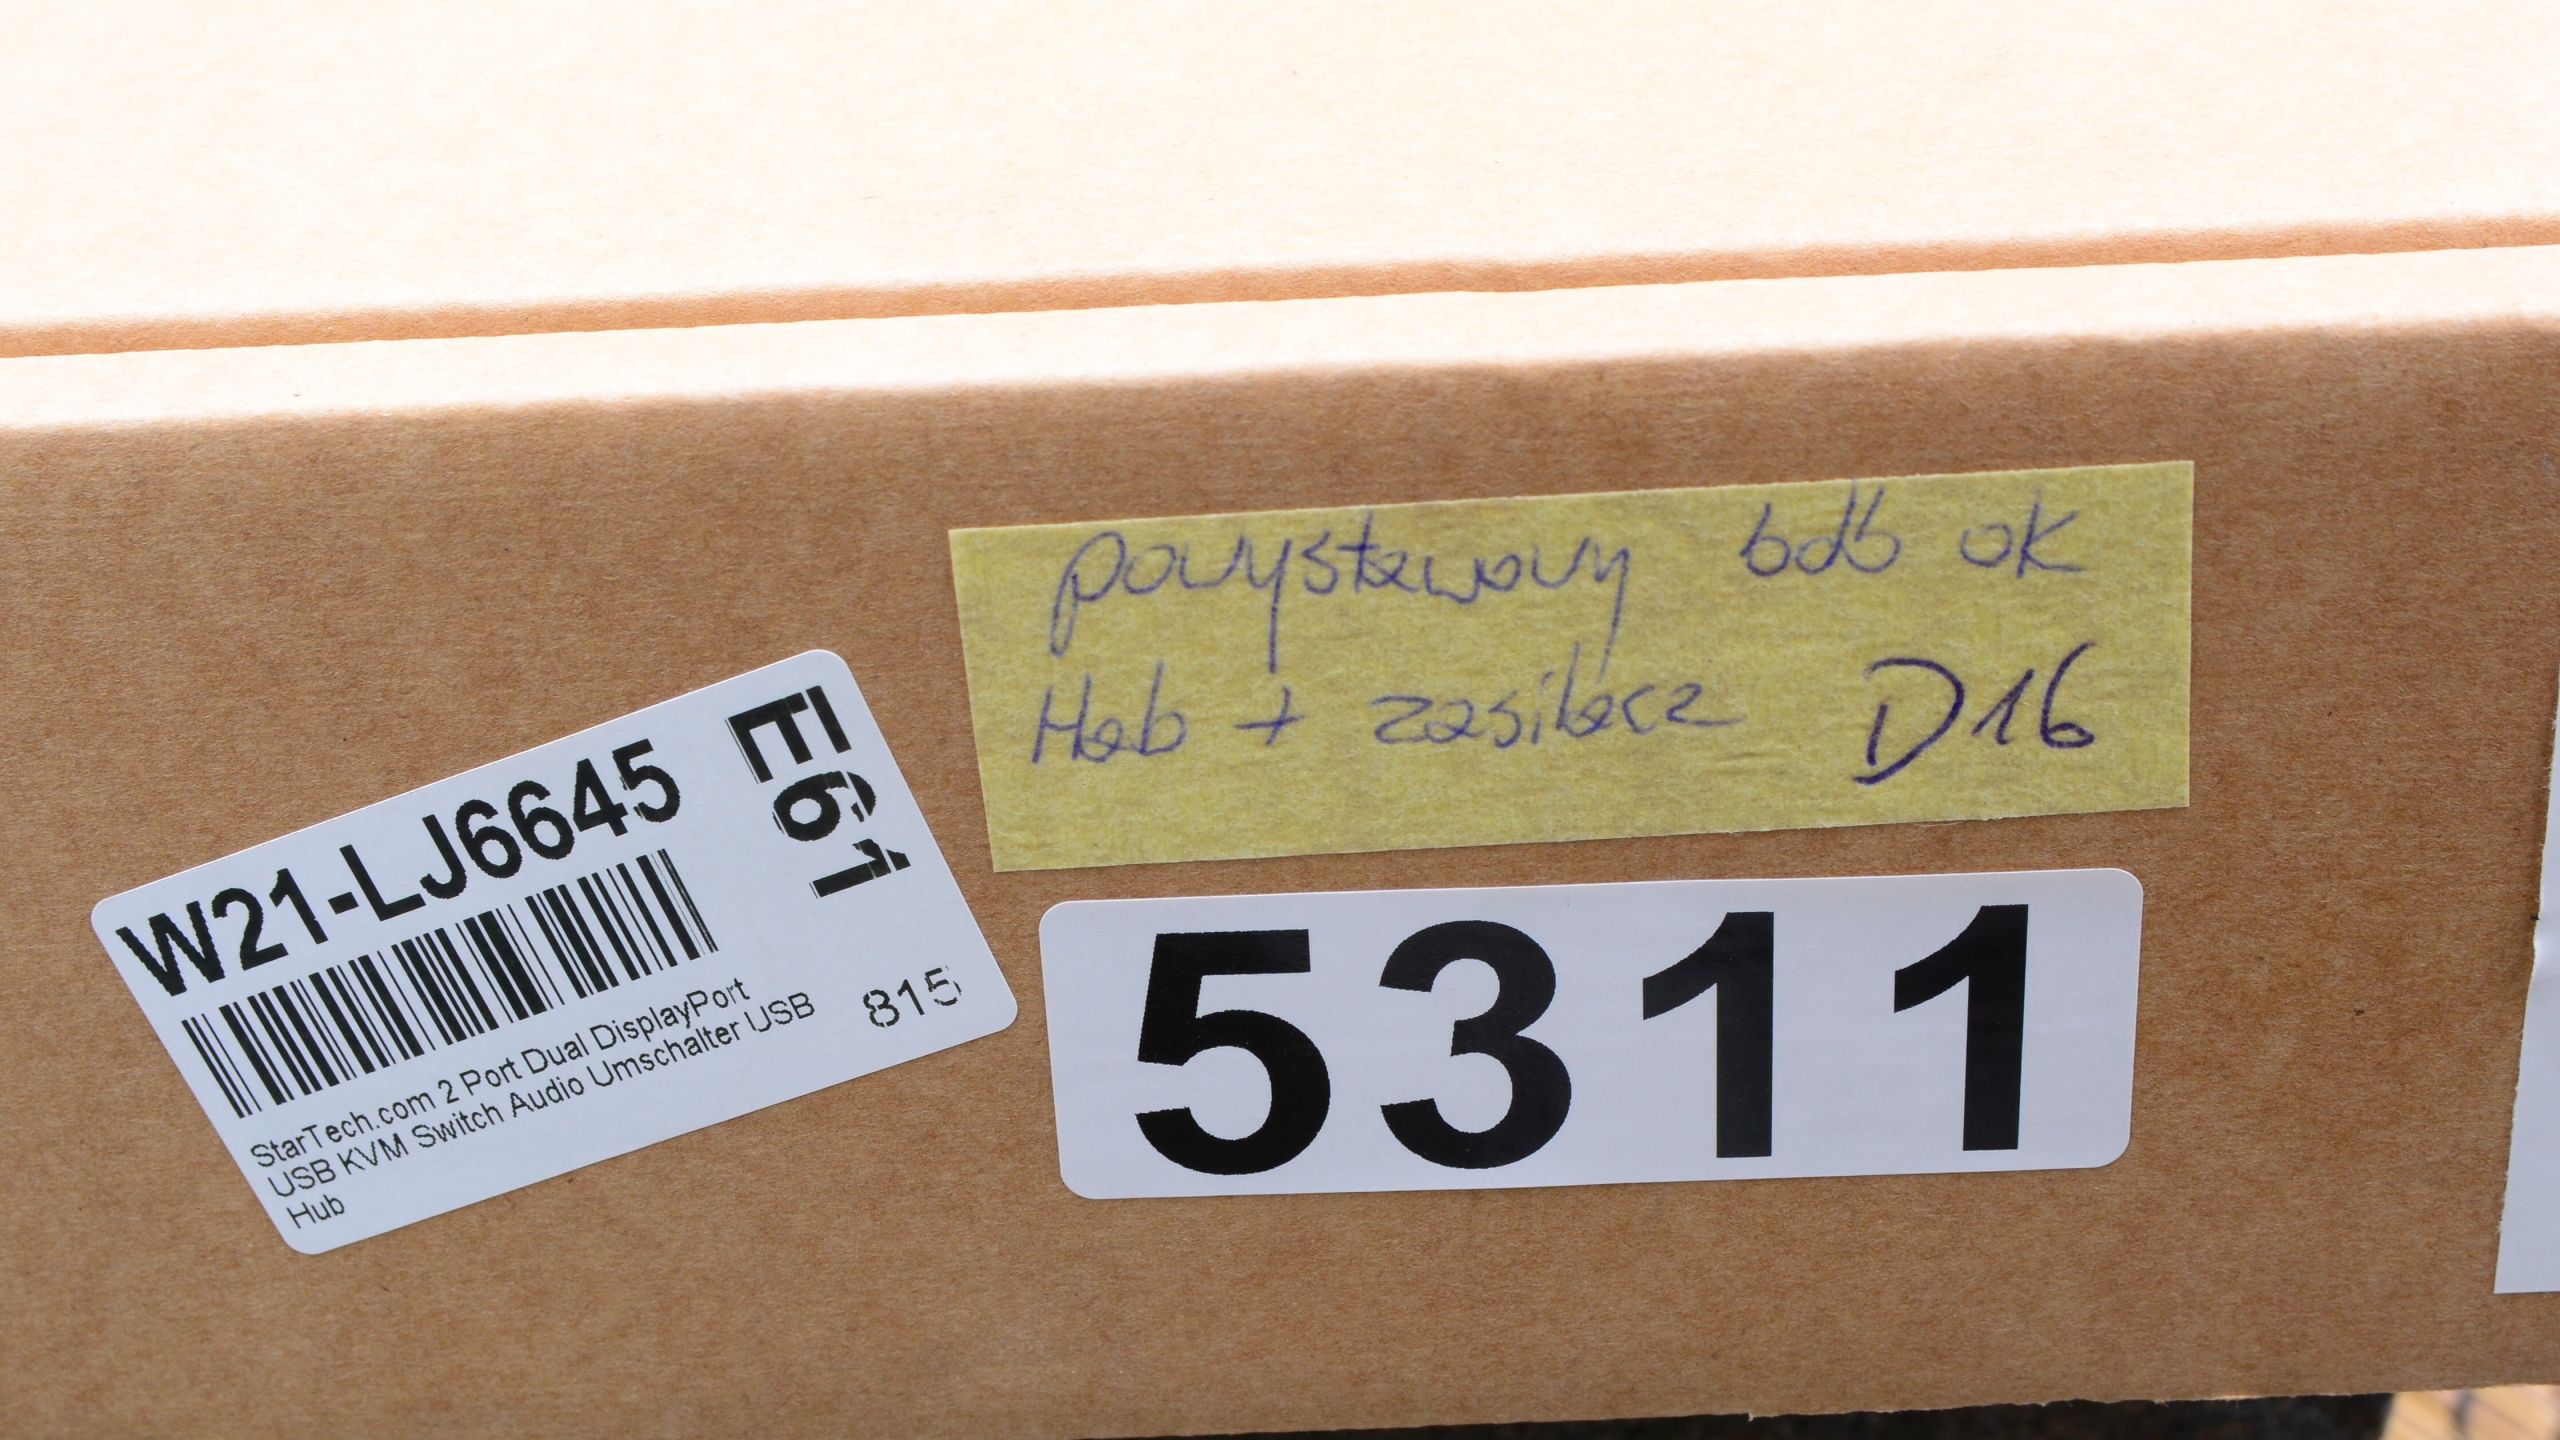 powystawowy bdb ok
Hab + zasilacz D16
W21-LJ6645
E61
StarTech.com 2 Port Dual DisplayPort
USB KVM Switch Audio Umschalter USB
Hub
815
5311